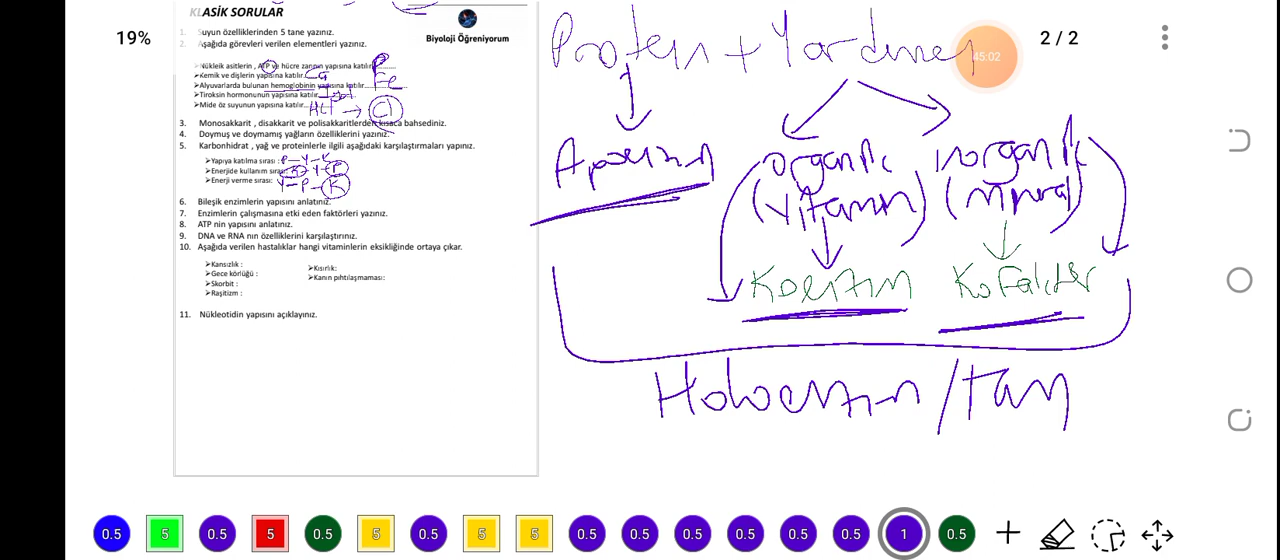 19%
KLASİK SORULAR
Biyoloji Öğreniyorum
1. Suyun özelliklerinden 5 tane yazınız.
2. Aşağıda görevleri verilen elementleri yazınız.
➢Nükleik asitlerin , ATP ve hücre zarının yapısına katılır............ P
➢Kemik ve dişlerin yapısına katılır... Ca
➢Alyuvarlarda bulunan hemoglobinin yapısına katılır............ Fe
➢Tiroksin hormonunun yapısına katılır. İyot
➢Mide öz suyunun yapısına katılır... HCl → Cl
3. Monosakkarit , disakkarit ve polisakkaritlerden kısaca bahsediniz.
4. Doymuş ve doymamış yağların özelliklerini yazınız.
5. Karbonhidrat , yağ ve proteinlerle ilgili aşağıdaki karşılaştırmaları yapınız.
➢Yapıya katılma sırası : P-Y-K
➢Enerjide kullanım sırası: K-Y-P
➢Enerji verme sırası: Y-P-K
6. Bileşik enzimlerin yapısını anlatınız.
7. Enzimlerin çalışmasına etki eden faktörleri yazınız.
8. ATP nin yapısını anlatınız.
9. DNA ve RNA nın özelliklerini karşılaştırınız.
10. Aşağıda verilen hastalıklar hangi vitaminlerin eksikliğinde ortaya çıkar.
➢Kansızlık :
➢Gece körlüğü :
➢Skorbit :
➢Raşitizm :
➢Kısırlık:
➢Kanın pıhtılaşmaması:
11. Nükleotidin yapısını açıklayınız.
Protein + Yardımcı
45:02
2 / 2
Apoenzim
organik inorganik
(vitamin) (mineral)
Koenzim Kofaktör
Holoenzim / Tam
0.5 5 0.5 5 0.5 5 0.5 5 5 0.5 0.5 0.5 0.5 0.5 0.5 1 0.5